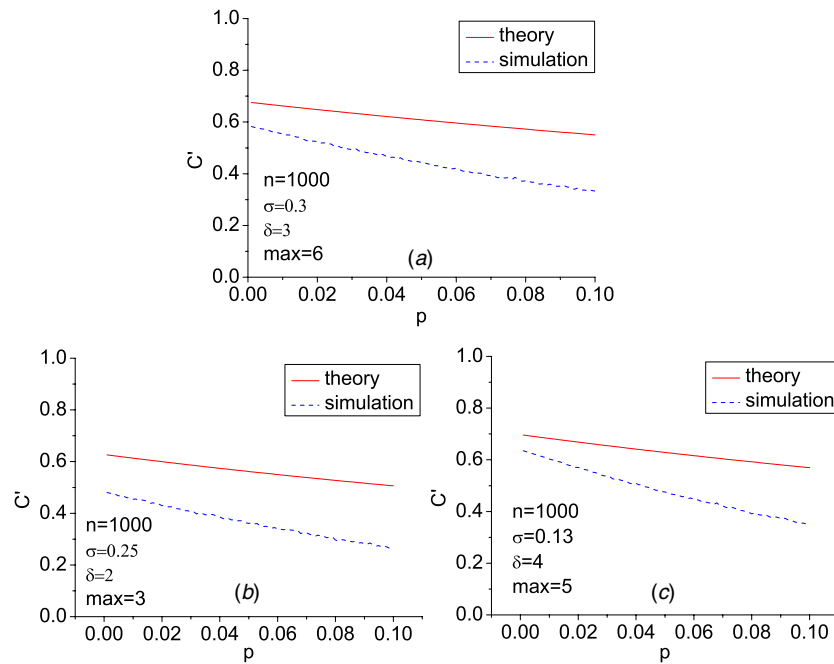 1.0
0.8
0.6
0.4
0.2
0.0
C'
theory
simulation
n=1000
σ=0.3
δ=3
max=6
(a)
0.00 0.02 0.04 0.06 0.08 0.10
p
1.0
0.8
0.6
0.4
0.2
0.0
C'
theory
simulation
n=1000
σ=0.25
δ=2
max=3
(b)
0.00 0.02 0.04 0.06 0.08 0.10
p
1.0
0.8
0.6
0.4
0.2
0.0
C'
theory
simulation
n=1000
σ=0.13
δ=4
max=5
(c)
0.00 0.02 0.04 0.06 0.08 0.10
p